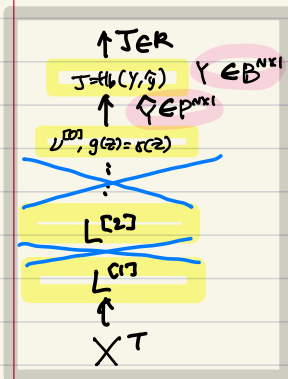 ↑ J∈R
J=ℓb(Y,ŷ) Y ∈B^{N×1}
↑ Ŷ∈P^{N×1}
ν^{[D]}, g(z)=σ(z)
⋮
L^{[2]}
L^{[1]}
↑
X^T